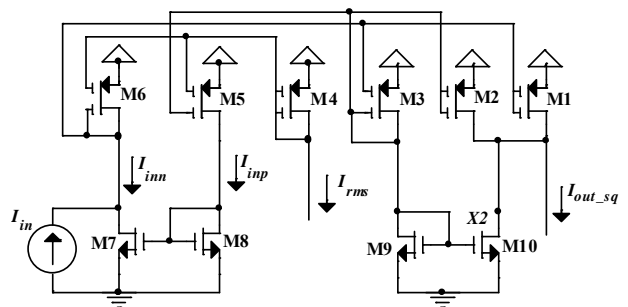 M6
M5
M4
M3
M2
M1
I_inn
I_inp
I_rms
I_out_sq
I_in
X2
M7
M8
M9
M10